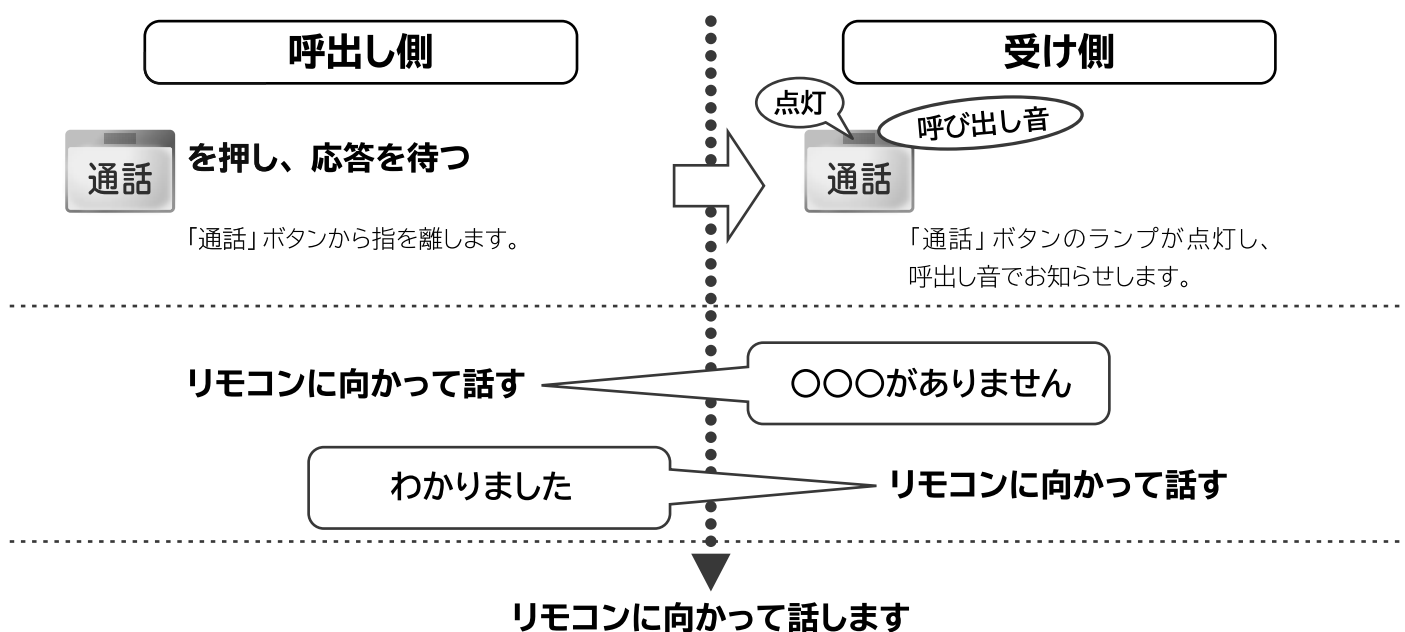 呼出し側
受け側
点灯
呼び出し音
通話
を押し、応答を待つ
通話
「通話」ボタンから指を離します。
「通話」ボタンのランプが点灯し、
呼出し音でお知らせします。
リモコンに向かって話す
〇〇〇がありません
わかりました
リモコンに向かって話す
リモコンに向かって話します